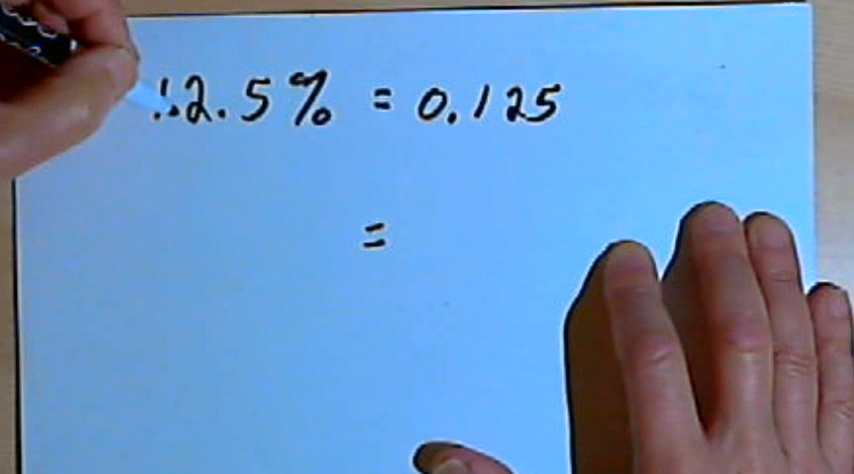 12.5% = 0.125
=